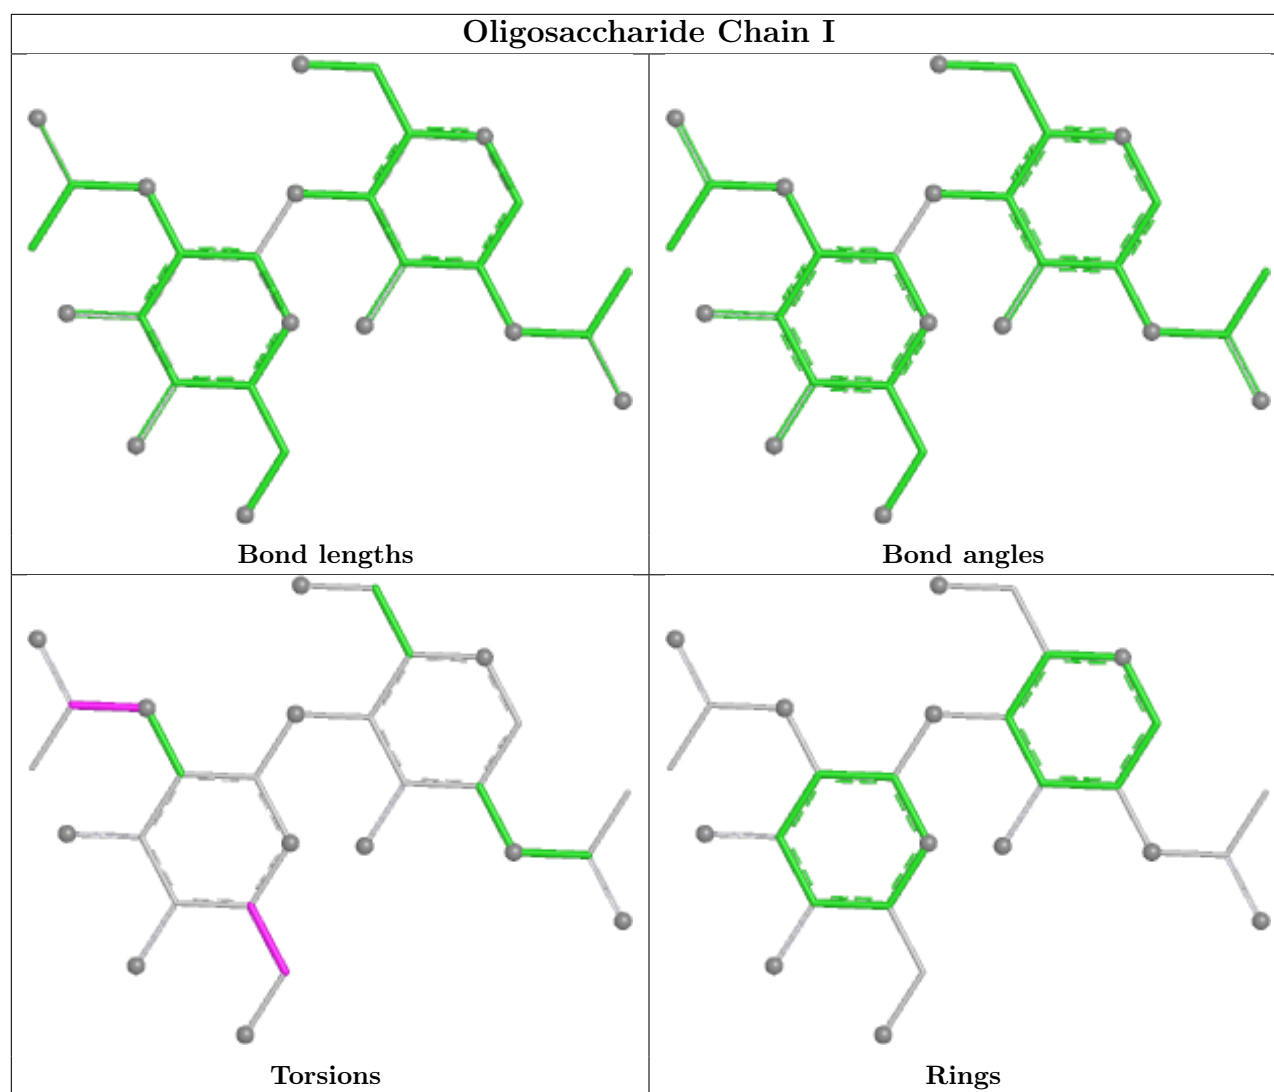 Oligosaccharide Chain I
Bond lengths
Bond angles
Torsions
Rings